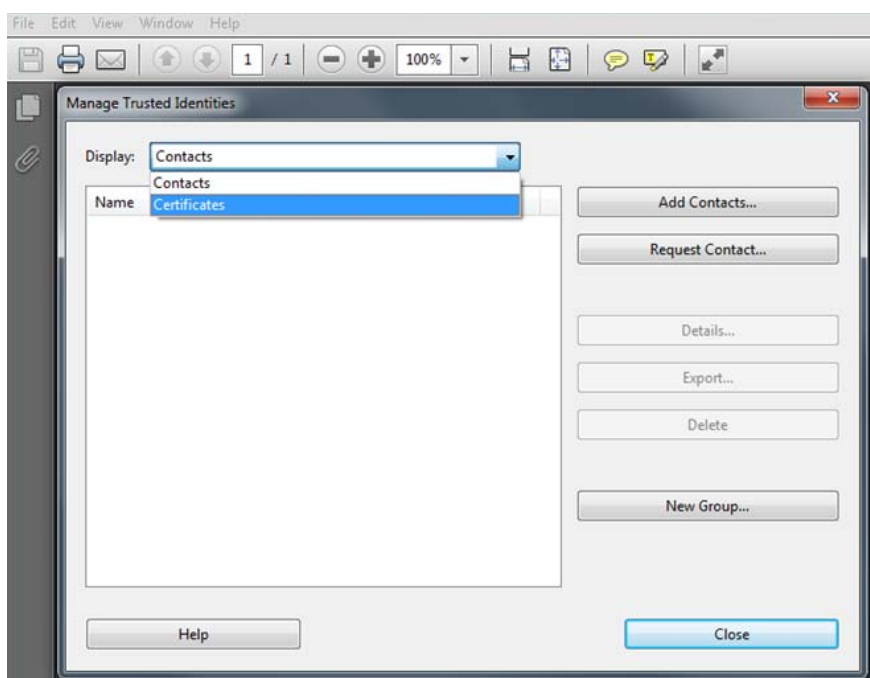 File Edit View Window Help
1 / 1 100%
Manage Trusted Identities
Display: Contacts
Contacts
Name Certificates
Add Contacts...
Request Contact...
Details...
Export...
Delete
New Group...
Help Close